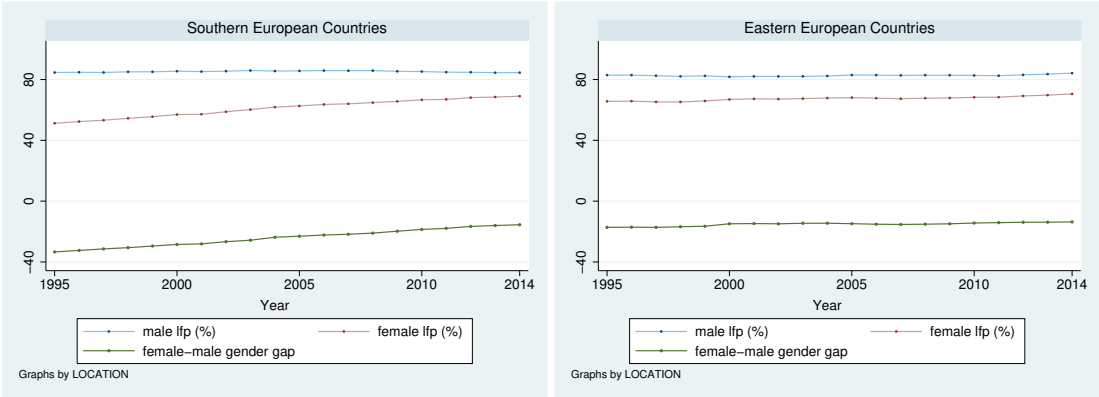 Southern European Countries
80
40
0
−40
1995 2000 2005 2010 2014
Year
male lfp (%) female lfp (%)
female−male gender gap
Graphs by LOCATION
Eastern European Countries
80
40
0
−40
1995 2000 2005 2010 2014
Year
male lfp (%) female lfp (%)
female−male gender gap
Graphs by LOCATION